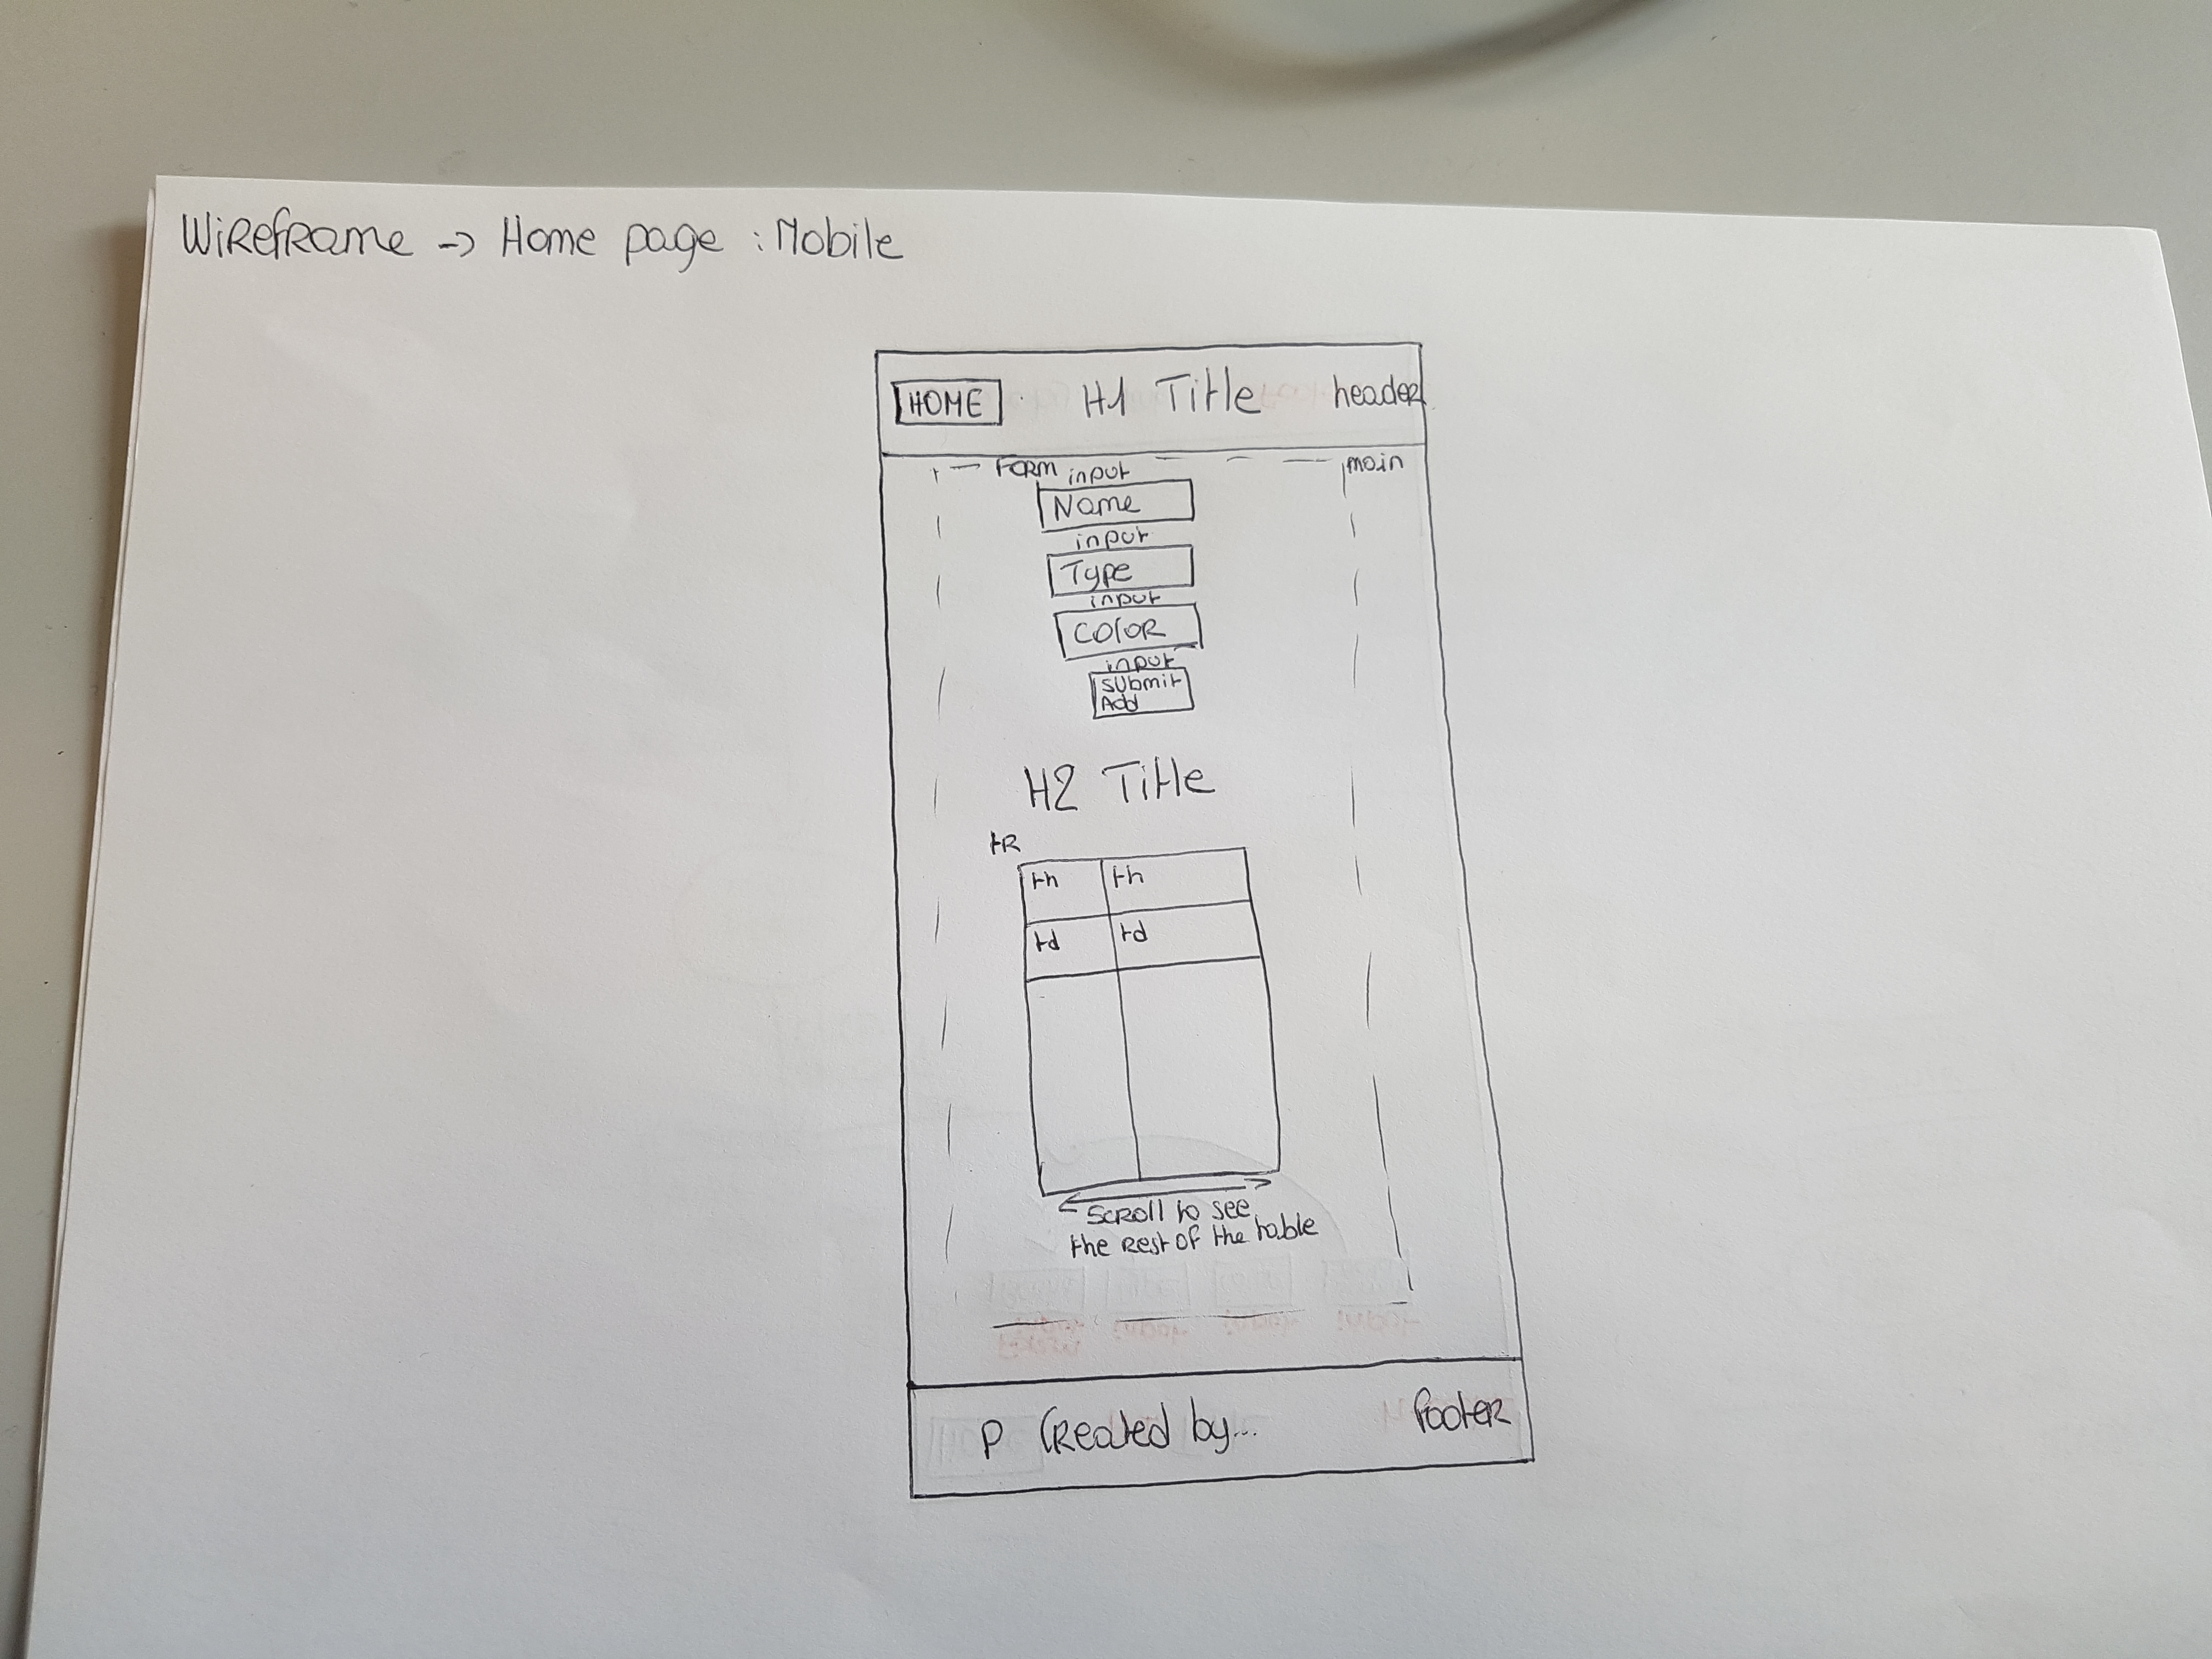 Wireframe -> Home page : Mobile
HOME H1 Title header
FORM input main
Name
input
Type
input
Color
input
Submit
Add
H2 Title
tR
th th
td td
<- Scroll to see ->
the Rest of the table
P Created by... footer